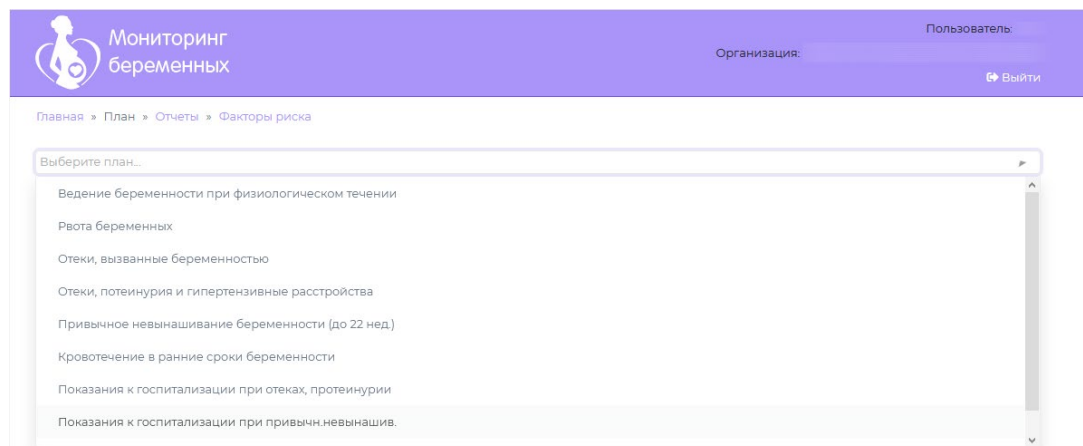 Мониторинг
беременных
Пользователь:
Организация:
Выйти
Главная » План » Отчеты » Факторы риска
Выберите план...
Ведение беременности при физиологическом течении
Рвота беременных
Отеки, вызванные беременностью
Отеки, потеинурия и гипертензивные расстройства
Привычное невынашивание беременности (до 22 нед.)
Кровотечение в ранние сроки беременности
Показания к госпитализации при отеках, протеинурии
Показания к госпитализации при привычн.невынашив.